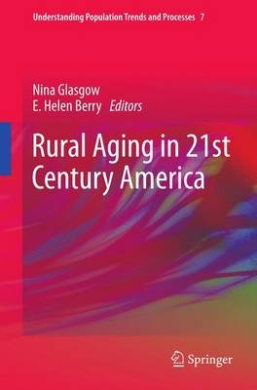 Understanding Population Trends and Processes 7
Nina Glasgow
E. Helen Berry Editors
Rural Aging in 21st
Century America
Springer